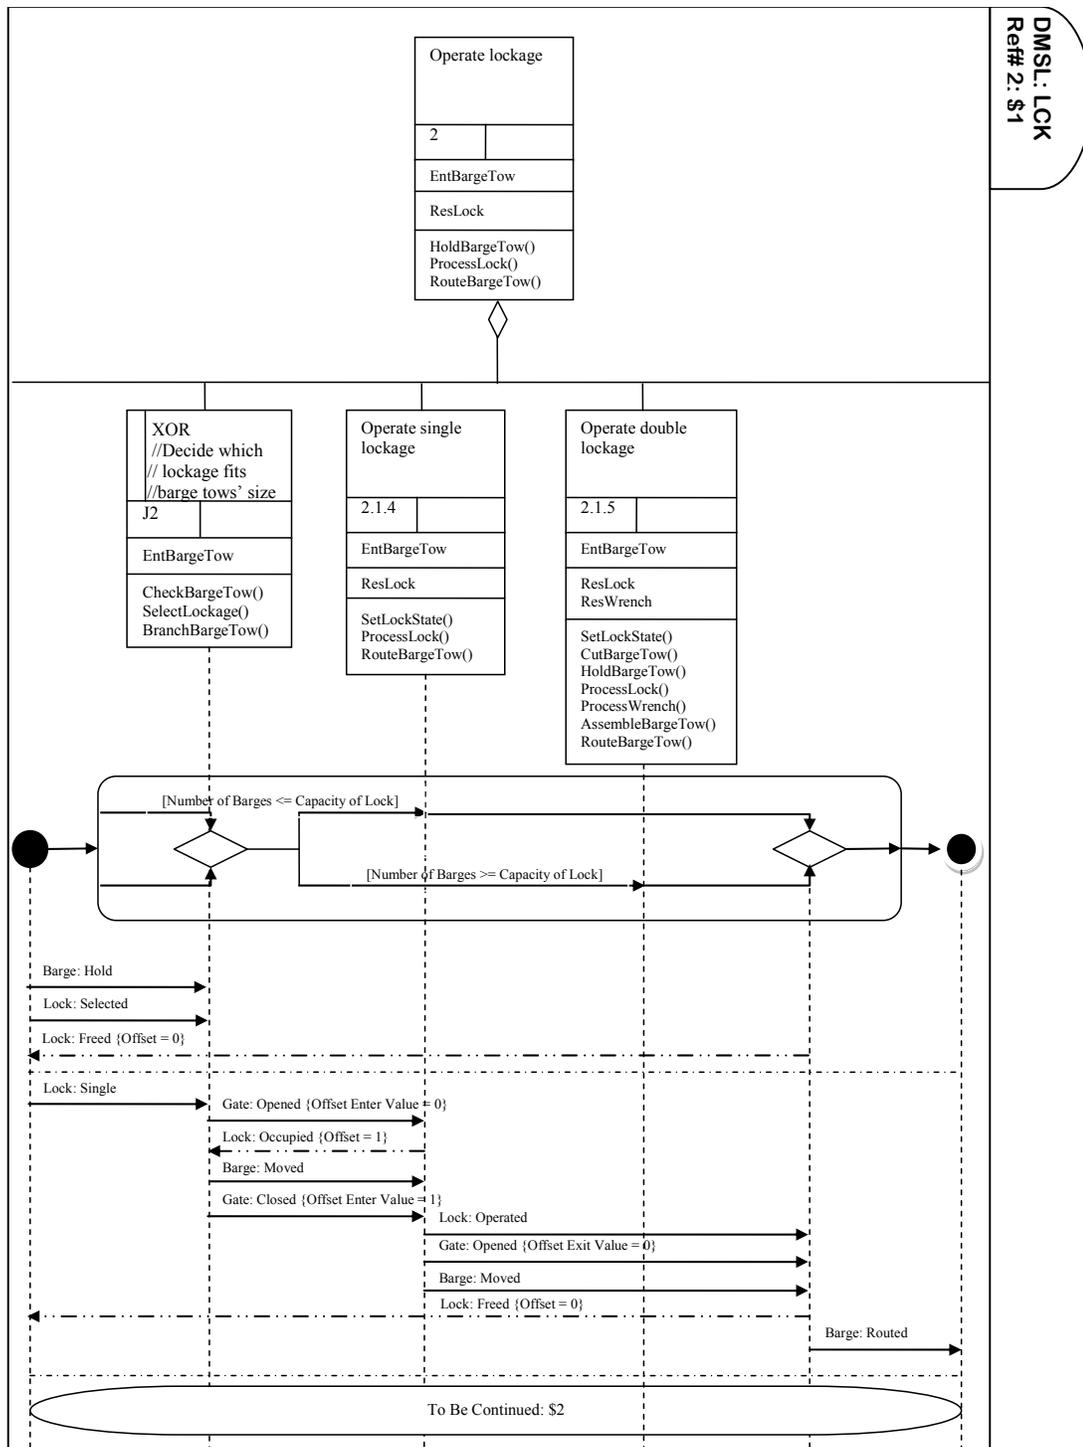 DMSL: LCK
Ref# 2: $1
Operate lockage
2
EntBargeTow
ResLock
HoldBargeTow()
ProcessLock()
RouteBargeTow()
XOR
//Decide which
// lockage fits
//barge tows’ size
J2
EntBargeTow
CheckBargeTow()
SelectLockage()
BranchBargeTow()
Operate single
lockage
2.1.4
EntBargeTow
ResLock
SetLockState()
ProcessLock()
RouteBargeTow()
Operate double
lockage
2.1.5
EntBargeTow
ResLock
ResWrench
SetLockState()
CutBargeTow()
HoldBargeTow()
ProcessLock()
ProcessWrench()
AssembleBargeTow()
RouteBargeTow()
[Number of Barges <= Capacity of Lock]
[Number of Barges >= Capacity of Lock]
Barge: Hold
Lock: Selected
Lock: Freed {Offset = 0}
Lock: Single
Gate: Opened {Offset Enter Value = 0}
Lock: Occupied {Offset = 1}
Barge: Moved
Gate: Closed {Offset Enter Value = 1}
Lock: Operated
Gate: Opened {Offset Exit Value = 0}
Barge: Moved
Lock: Freed {Offset = 0}
Barge: Routed
To Be Continued: $2